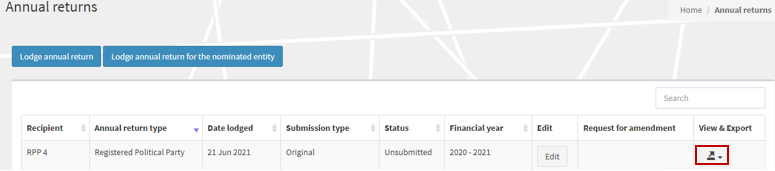 Annual returns
Home / Annual returns
Lodge annual return Lodge annual return for the nominated entity
Search
Recipient Annual return type Date lodged Submission type Status Financial year Edit Request for amendment View & Export
RPP 4 Registered Political Party 21 Jun 2021 Original Unsubmitted 2020 - 2021 Edit